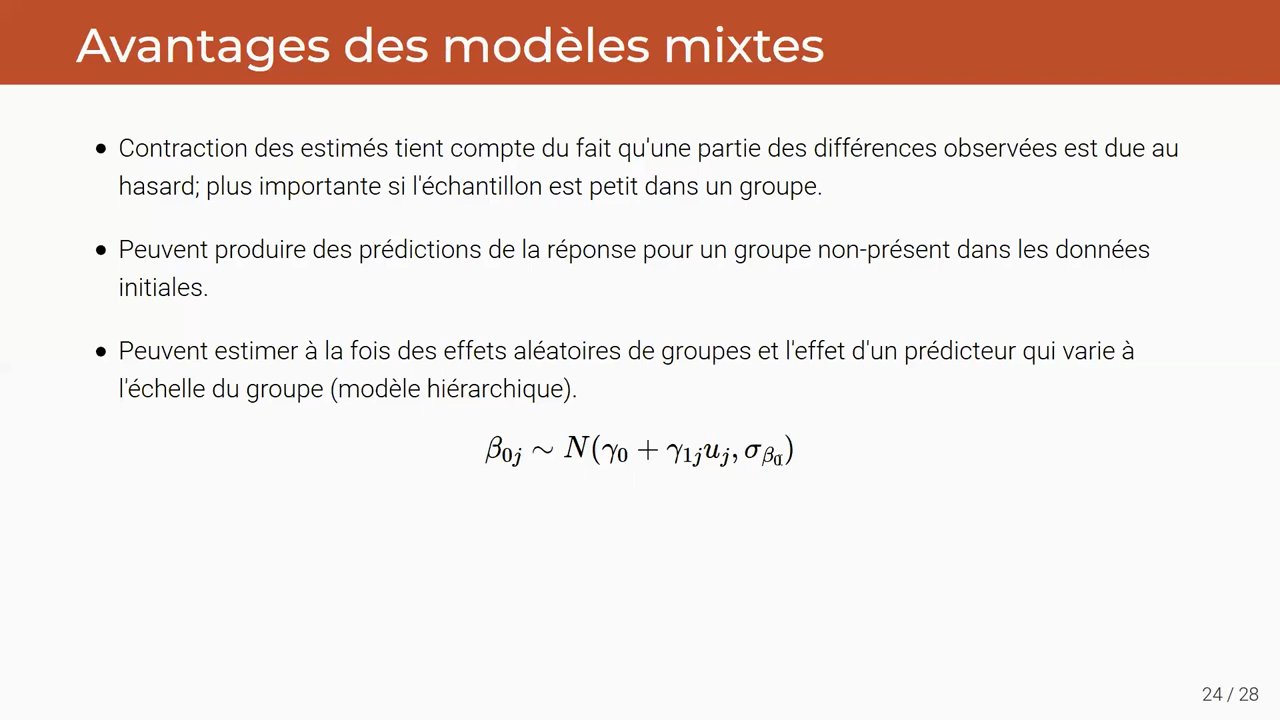 Avantages des modèles mixtes
• Contraction des estimés tient compte du fait qu'une partie des différences observées est due au
hasard; plus importante si l'échantillon est petit dans un groupe.
• Peuvent produire des prédictions de la réponse pour un groupe non-présent dans les données
initiales.
• Peuvent estimer à la fois des effets aléatoires de groupes et l'effet d'un prédicteur qui varie à
l'échelle du groupe (modèle hiérarchique).
β₀ⱼ ∼ N(γ₀ + γ₁ⱼuⱼ, σ_β₀)
24 / 28